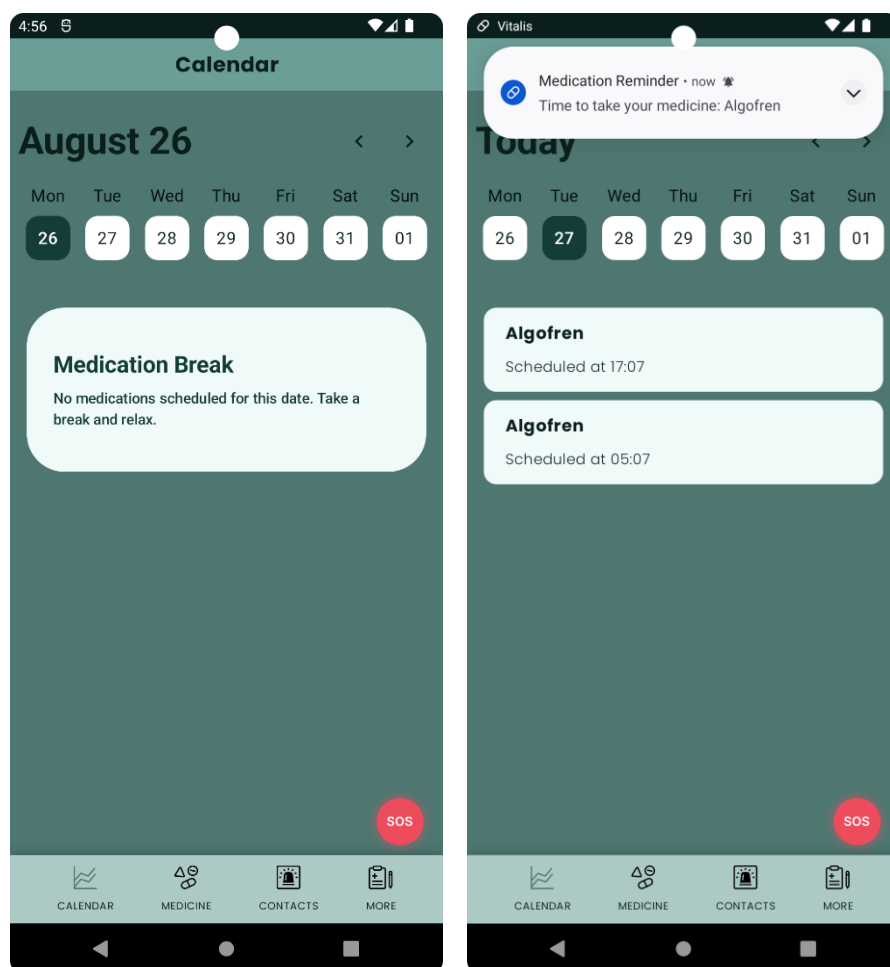 4:56
Calendar
August 26
Mon Tue Wed Thu Fri Sat Sun
26 27 28 29 30 31 01
Medication Break
No medications scheduled for this date. Take a
break and relax.
SOS
CALENDAR MEDICINE CONTACTS MORE
Vitalis
Medication Reminder • now
Time to take your medicine: Algofren
Today
Mon Tue Wed Thu Fri Sat Sun
26 27 28 29 30 31 01
Algofren
Scheduled at 17:07
Algofren
Scheduled at 05:07
SOS
CALENDAR MEDICINE CONTACTS MORE